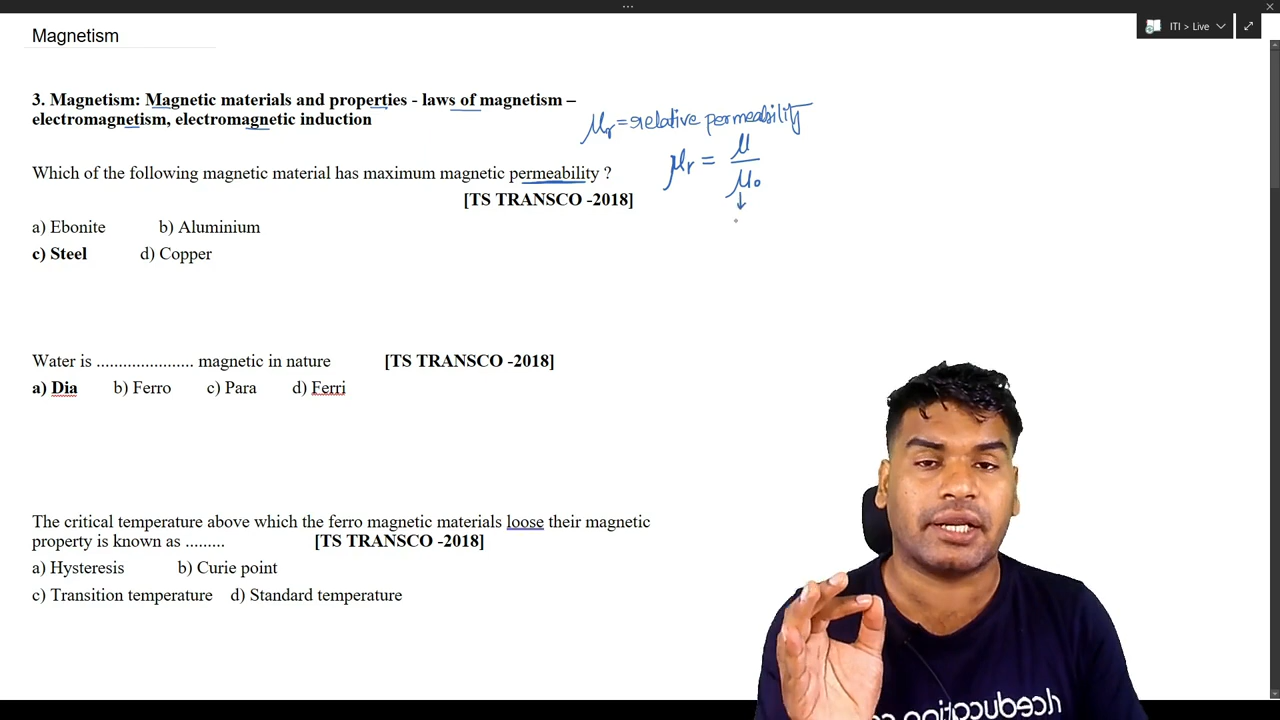 Magnetism
ITI > Live
3. Magnetism: Magnetic materials and properties - laws of magnetism –
electromagnetism, electromagnetic induction
μr = relative permeability
μr = μ / μ0
Which of the following magnetic material has maximum magnetic permeability ?
[TS TRANSCO -2018]
a) Ebonite b) Aluminium
c) Steel d) Copper
Water is ...................... magnetic in nature [TS TRANSCO -2018]
a) Dia b) Ferro c) Para d) Ferri
The critical temperature above which the ferro magnetic materials loose their magnetic
property is known as ......... [TS TRANSCO -2018]
a) Hysteresis b) Curie point
c) Transition temperature d) Standard temperature